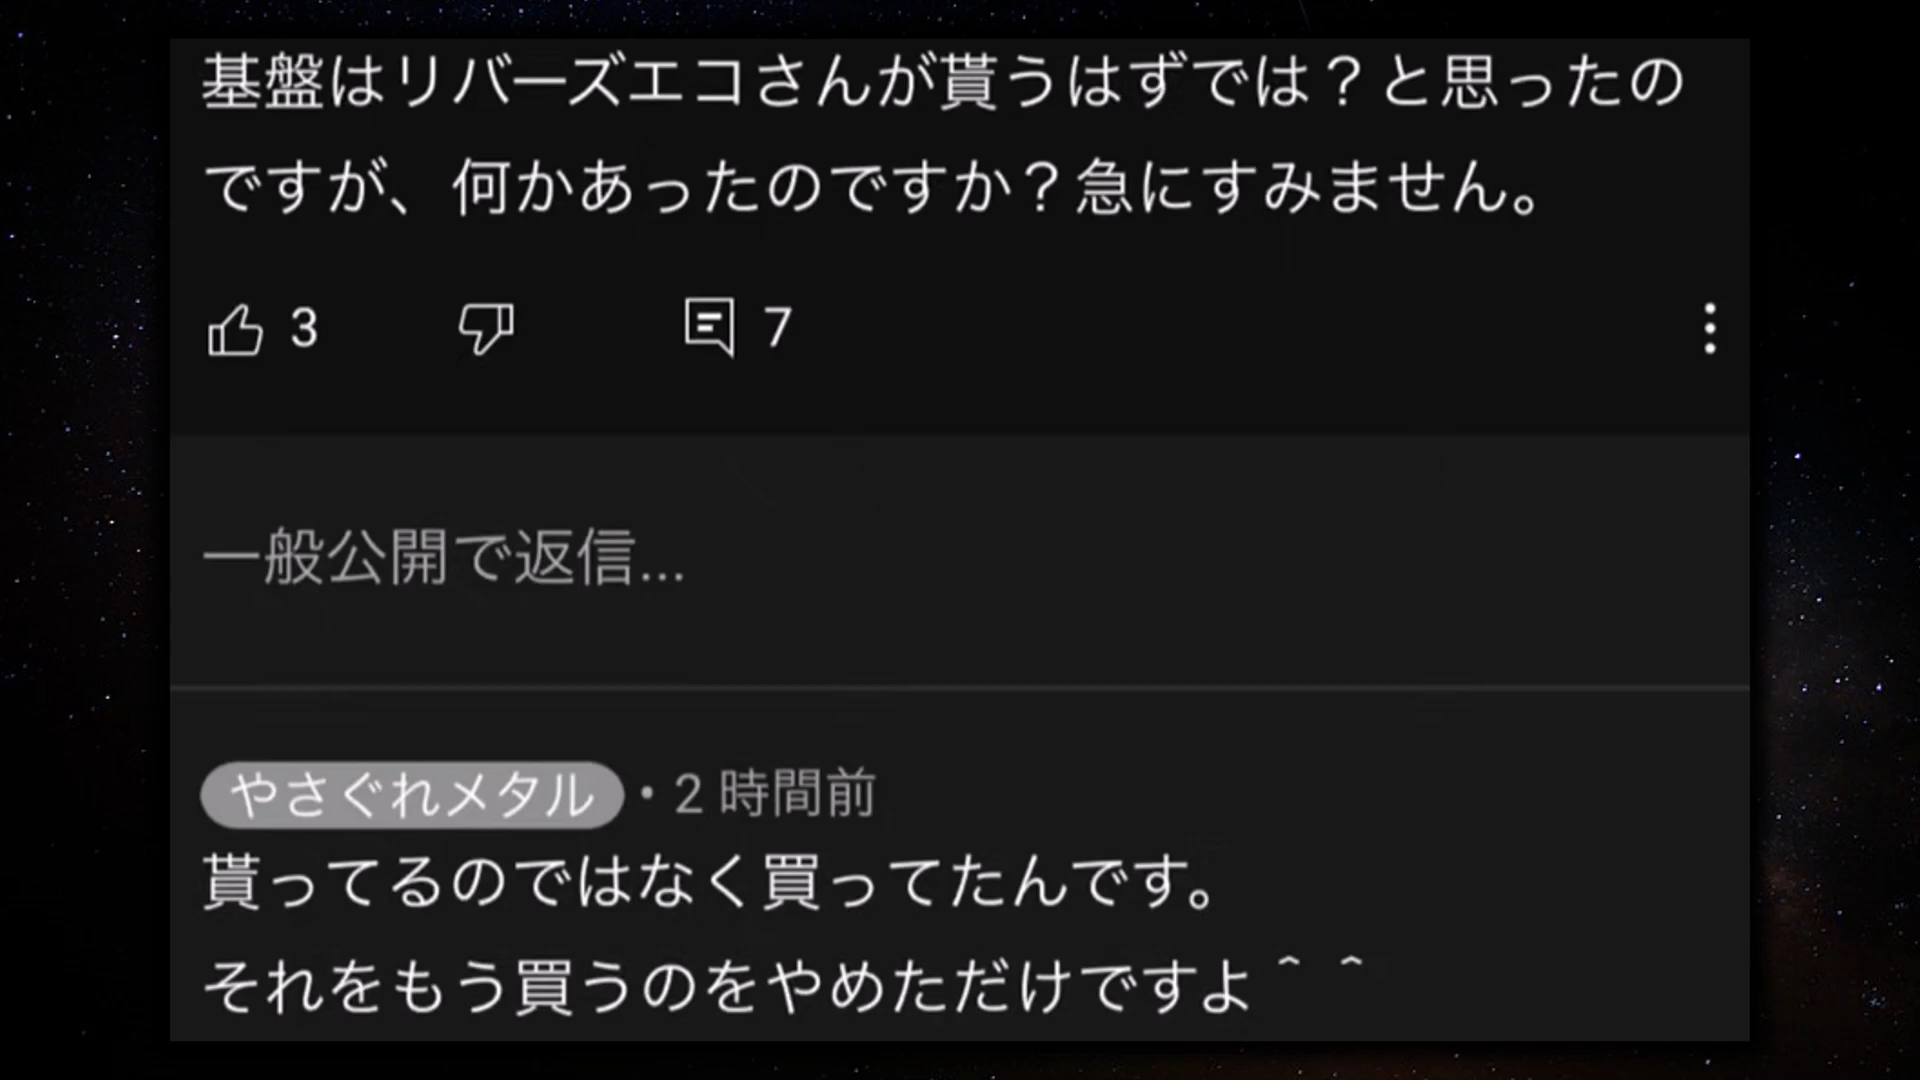 基盤はリバーズエコさんが貰うはずでは？と思ったの
ですが、何かあったのですか？急にすみません。
3
7
一般公開で返信...
やさぐれメタル・2 時間前
貰ってるのではなく買ってたんです。
それをもう買うのをやめただけですよ＾ ＾